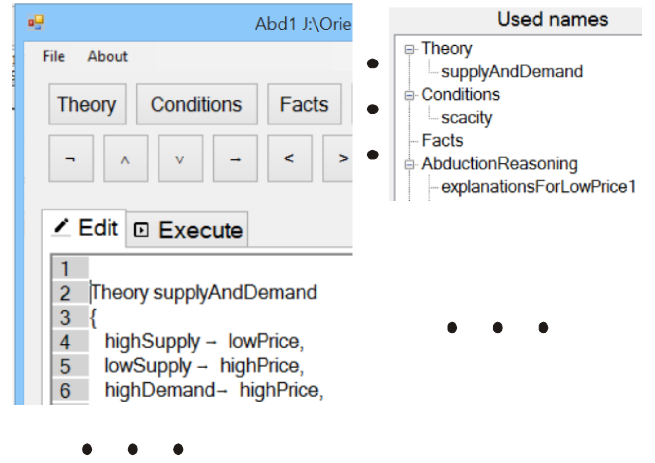 Abd1 J:\Orie
File About
Theory Conditions Facts
¬ ∧ ∨ → < >
Edit Execute
1
2 Theory supplyAndDemand
3 {
4 highSupply → lowPrice,
5 lowSupply → highPrice,
6 highDemand→ highPrice,
Used names
Theory
supplyAndDemand
Conditions
scacity
Facts
AbductionReasoning
explanationsForLowPrice1